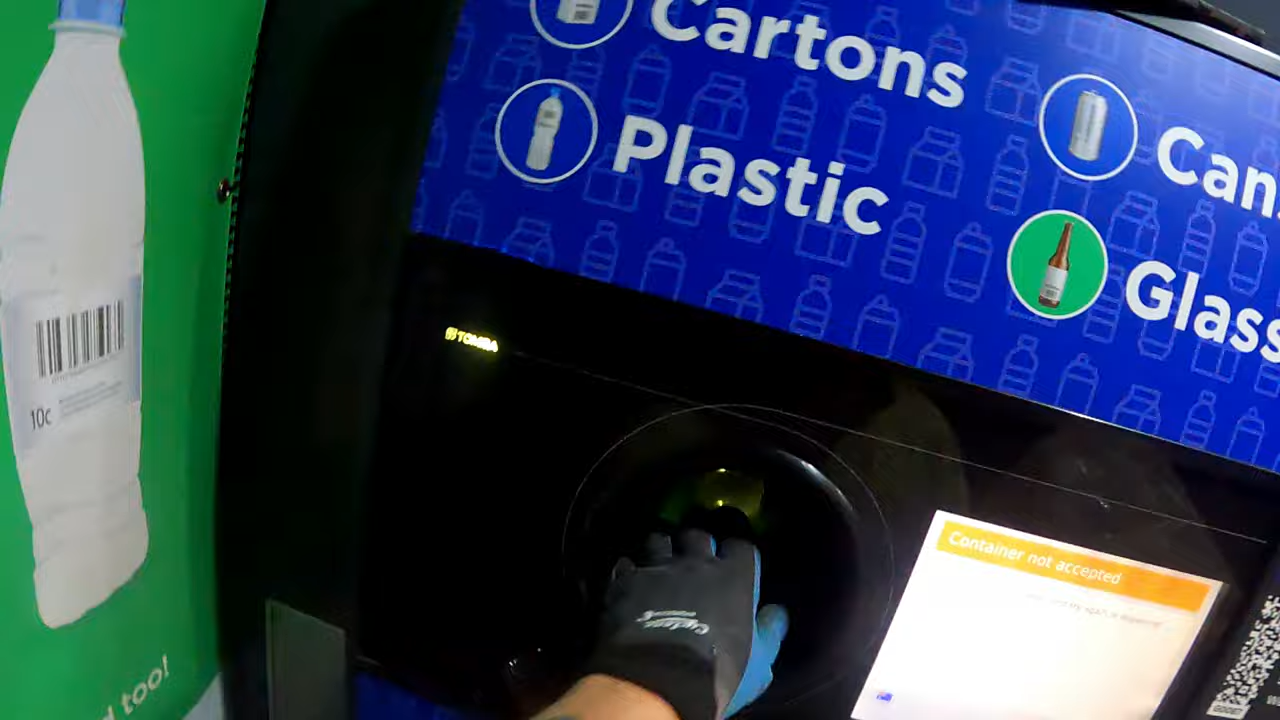 Cartons
Plastic
Can
Glass
TOMRA
10c
Container not accepted
d too!